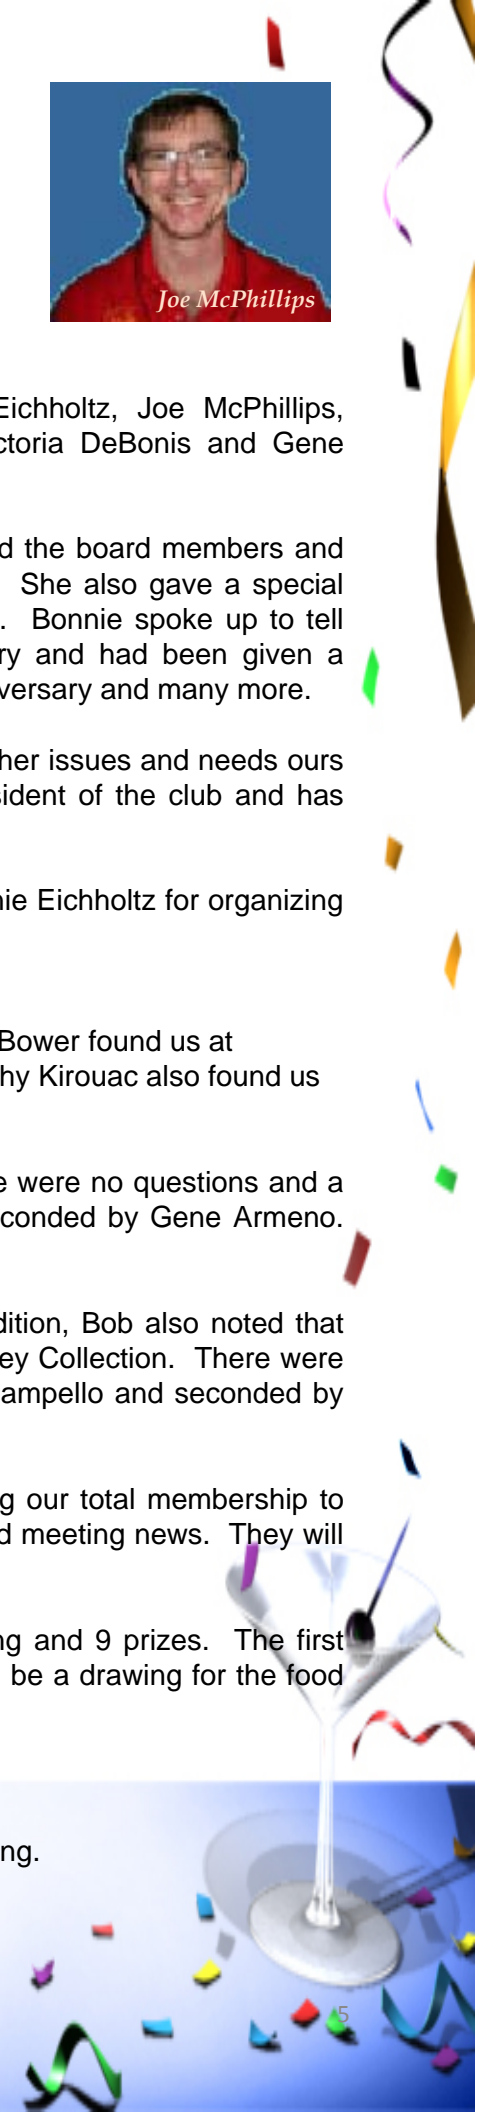 Joe McPhillips
Eichholtz, Joe McPhillips,
ctoria DeBonis and Gene
d the board members and
She also gave a special
. Bonnie spoke up to tell
ry and had been given a
versary and many more.
her issues and needs ours
sident of the club and has
nie Eichholtz for organizing
Bower found us at
hy Kirouac also found us
e were no questions and a
conded by Gene Armeno.
dition, Bob also noted that
ey Collection. There were
ampello and seconded by
g our total membership to
d meeting news. They will
ng and 9 prizes. The first
be a drawing for the food
ng.
5